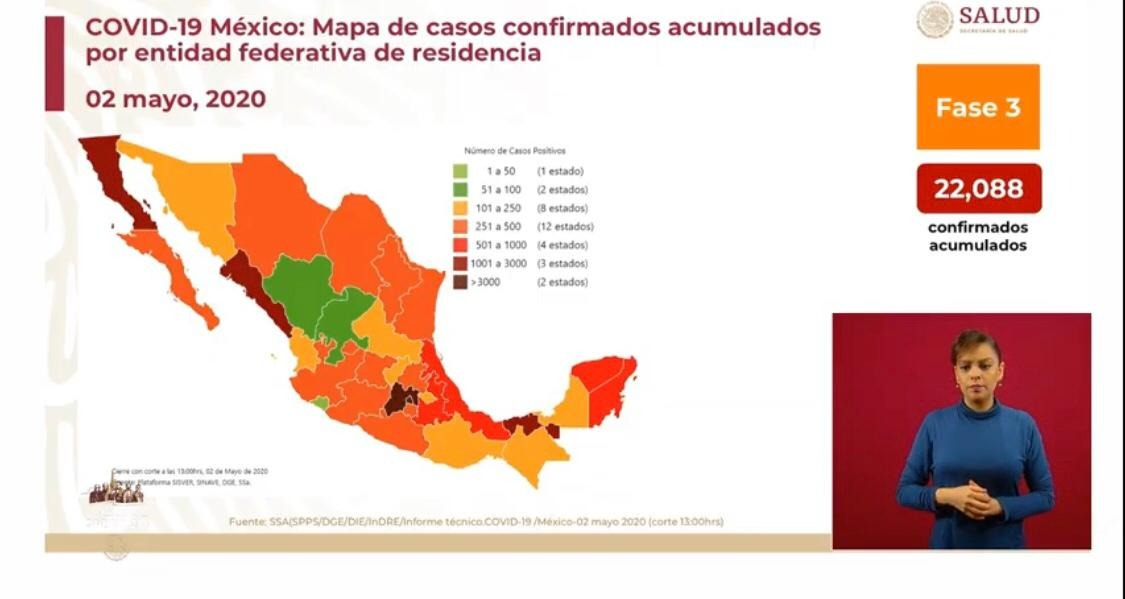 COVID-19 México: Mapa de casos confirmados acumulados
por entidad federativa de residencia
02 mayo, 2020
SALUD
SECRETARÍA DE SALUD
Fase 3
22,088
confirmados
acumulados
Número de Casos Positivos
1 a 50 (1 estado)
51 a 100 (2 estados)
101 a 250 (8 estados)
251 a 500 (12 estados)
501 a 1000 (4 estados)
1001 a 3000 (3 estados)
>3000 (2 estados)
Cierre con corte a las 13:00hrs, 02 de Mayo de 2020
Fuente: Plataforma SISVER, SINAVE, DGE, SSa.
Fuente: SSA(SPPS/DGE/DIE/InDRE/Informe técnico.COVID-19 /México-02 mayo 2020 (corte 13:00hrs)